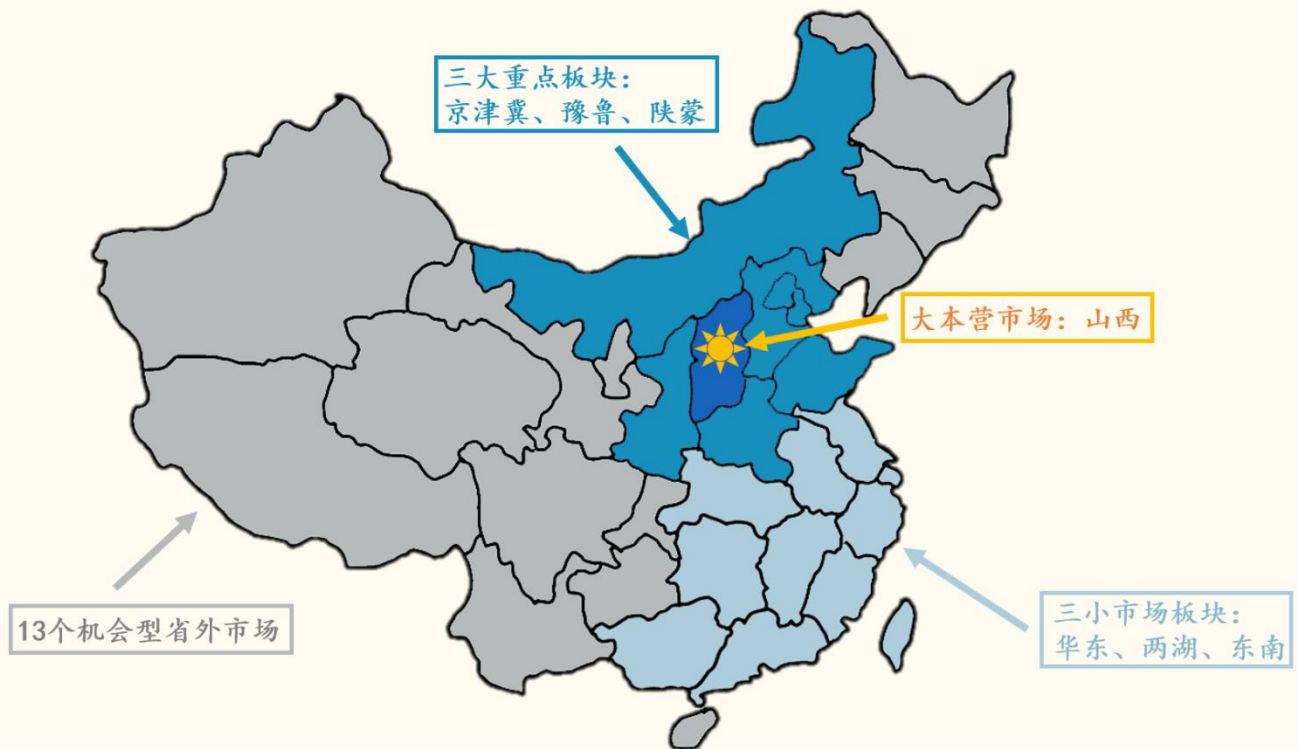 三大重点板块：
京津冀、豫鲁、陕蒙
大本营市场：山西
13个机会型省外市场
三小市场板块：
华东、两湖、东南